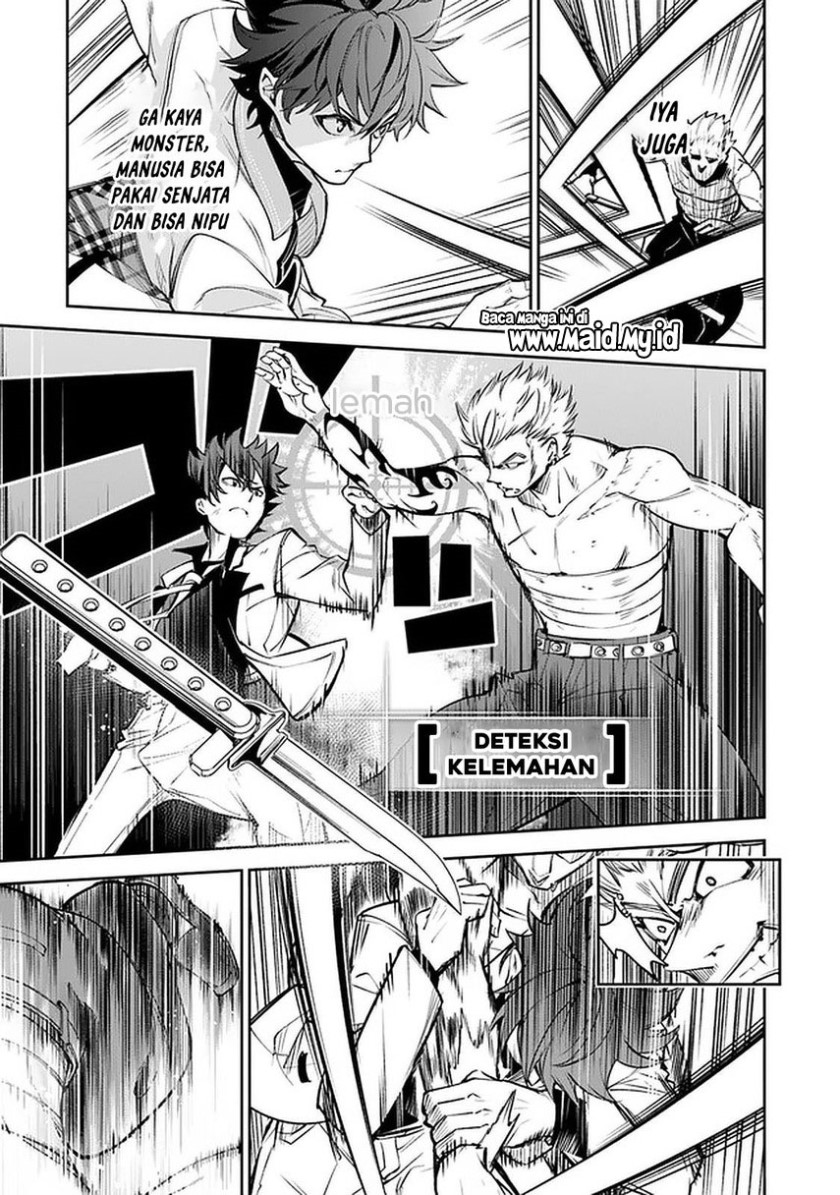 IYA
JUGA
GA KAYA
MONSTER,
MANUSIA BISA
PAKAI SENJATA
DAN BISA NIPU
Baca Manga ini di
www.Maid.My.id
lemah
[ DETEKSI
KELEMAHAN ]